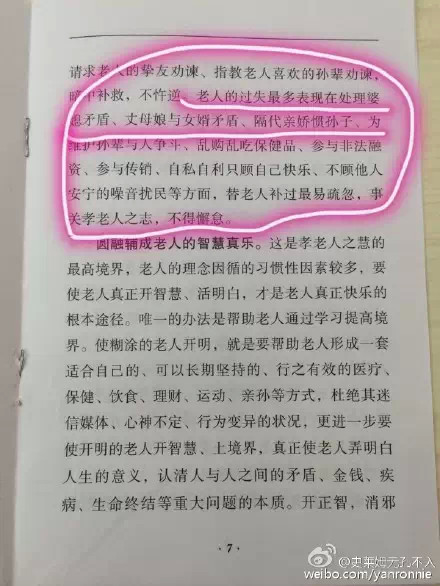 请求老人的挚友劝谏、指教老人喜欢的孙辈劝谏，
暗中补救，不忤逆。老人的过失最多表现在处理婆
媳矛盾、丈母娘与女婿矛盾、隔代亲娇惯孙子、为
维护孙辈与人争斗、乱购乱吃保健品、参与非法融
资、参与传销、自私自利只顾自己快乐、不顾他人
安宁的噪音扰民等方面，替老人补过最易疏忽，事
关孝老人之志，不得懈怠。
圆融辅成老人的智慧真乐。这是孝老人之慧的
最高境界，老人的理念因循的习惯性因素较多，要
使老人真正开智慧、活明白，才是老人真正快乐的
根本途径。唯一的办法是帮助老人通过学习提高境
界。使糊涂的老人开明，就是要帮助老人形成一套
适合自己的、可以长期坚持的、行之有效的医疗、
保健、饮食、理财、运动、亲孙等方式，杜绝其迷
信媒体、心神不定、行为变异的状况，更进一步要
使开明的老人开智慧、上境界，真正使老人弄明白
人生的意义，认清人与人之间的矛盾、金钱、疾
病、生命终结等重大问题的本质。开正智，消邪
·7·
@史莱姆元孔不入
weibo.com/yanronnie